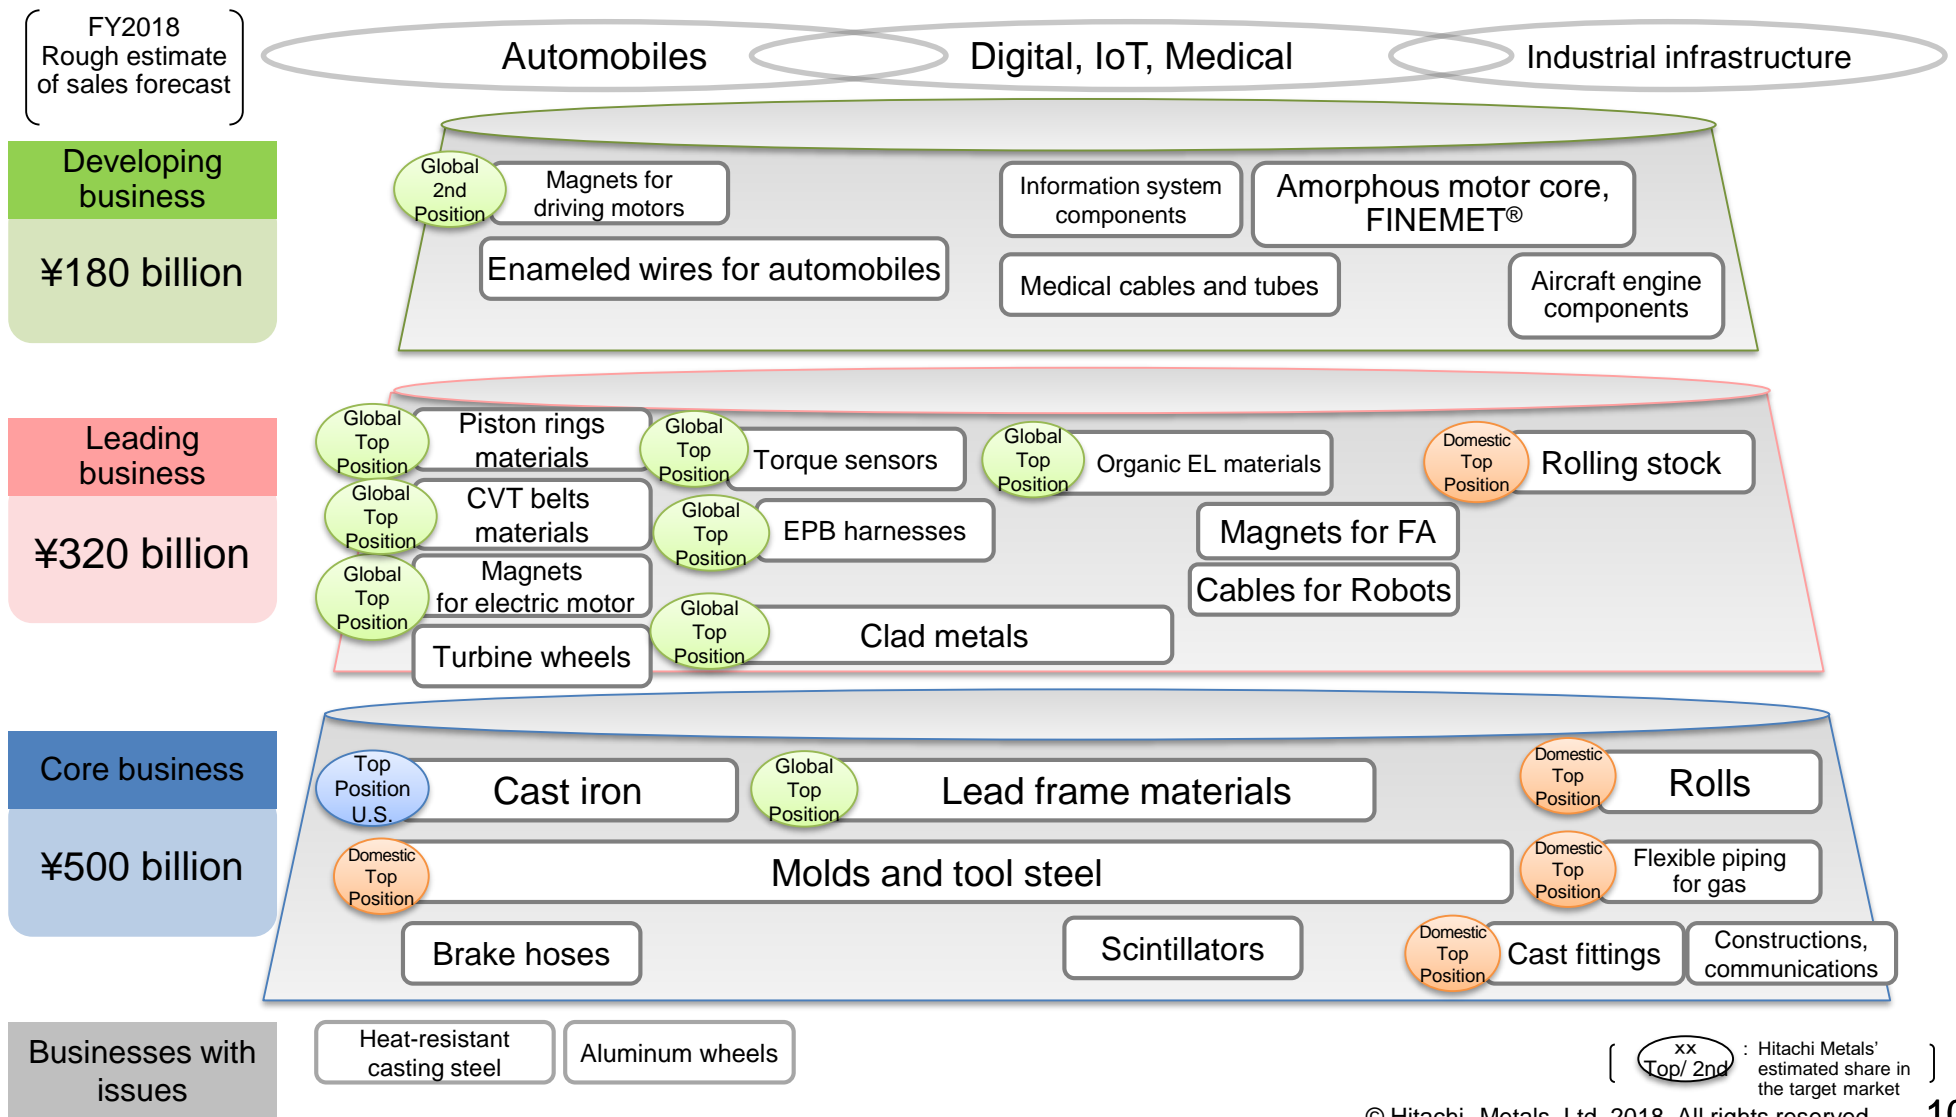 FY2018
Rough estimate
of sales forecast
Automobiles
Digital, IoT, Medical
Industrial infrastructure
Developing
business
¥180 billion
Global
2nd
Position
Magnets for
driving motors
Information system
components
Amorphous motor core,
FINEMET®
Enameled wires for automobiles
Medical cables and tubes
Aircraft engine
components
Leading
business
¥320 billion
Global
Top
Position
Piston rings
materials
Global
Top
Position
Torque sensors
Global
Top
Position
Organic EL materials
Domestic
Top
Position
Rolling stock
Global
Top
Position
CVT belts
materials
Global
Top
Position
EPB harnesses
Magnets for FA
Global
Top
Position
Magnets
for electric motor
Cables for Robots
Global
Top
Position
Clad metals
Turbine wheels
Core business
¥500 billion
Top
Position
U.S.
Cast iron
Global
Top
Position
Lead frame materials
Domestic
Top
Position
Rolls
Domestic
Top
Position
Molds and tool steel
Domestic
Top
Position
Flexible piping
for gas
Brake hoses
Scintillators
Domestic
Top
Position
Cast fittings
Constructions,
communications
Businesses with
issues
Heat-resistant
casting steel
Aluminum wheels
xx
Top/ 2nd
: Hitachi Metals'
estimated share in
the target market
© Hitachi Metals, Ltd. 2018. All rights reserved